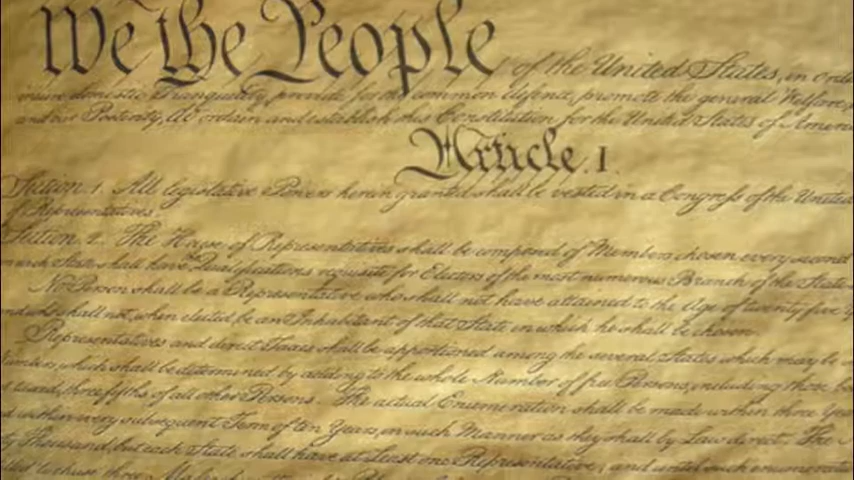 We the People of the United States, in Orde
insure domestic Tranquility, provide for the common defence, promote the general Welfare,
and our Posterity, do ordain and establish this Constitution for the United States of Americ
Article. I.
Section. 1. All legislative Powers herein granted shall be vested in a Congress of the United
of Representatives.
Section. 2. The House of Representatives shall be composed of Members chosen every second
in each State shall have the Qualifications requisite for Electors of the most numerous Branch of the State
No Person shall be a Representative who shall not have attained to the Age of twenty five
and who shall not, when elected, be an Inhabitant of that State in which he shall be chosen.
Representatives and direct Taxes shall be apportioned among the several States which may be
Numbers, which shall be determined by adding to the whole Number of free Persons, including those bo
not taxed, three fifths of all other Persons. The actual Enumeration shall be made within three Yea
and within every subsequent Term of ten Years, in such Manner as they shall by Law direct. The
ty Thousand, but each State shall have at Least one Representative; and until such enumeratio
chuse three